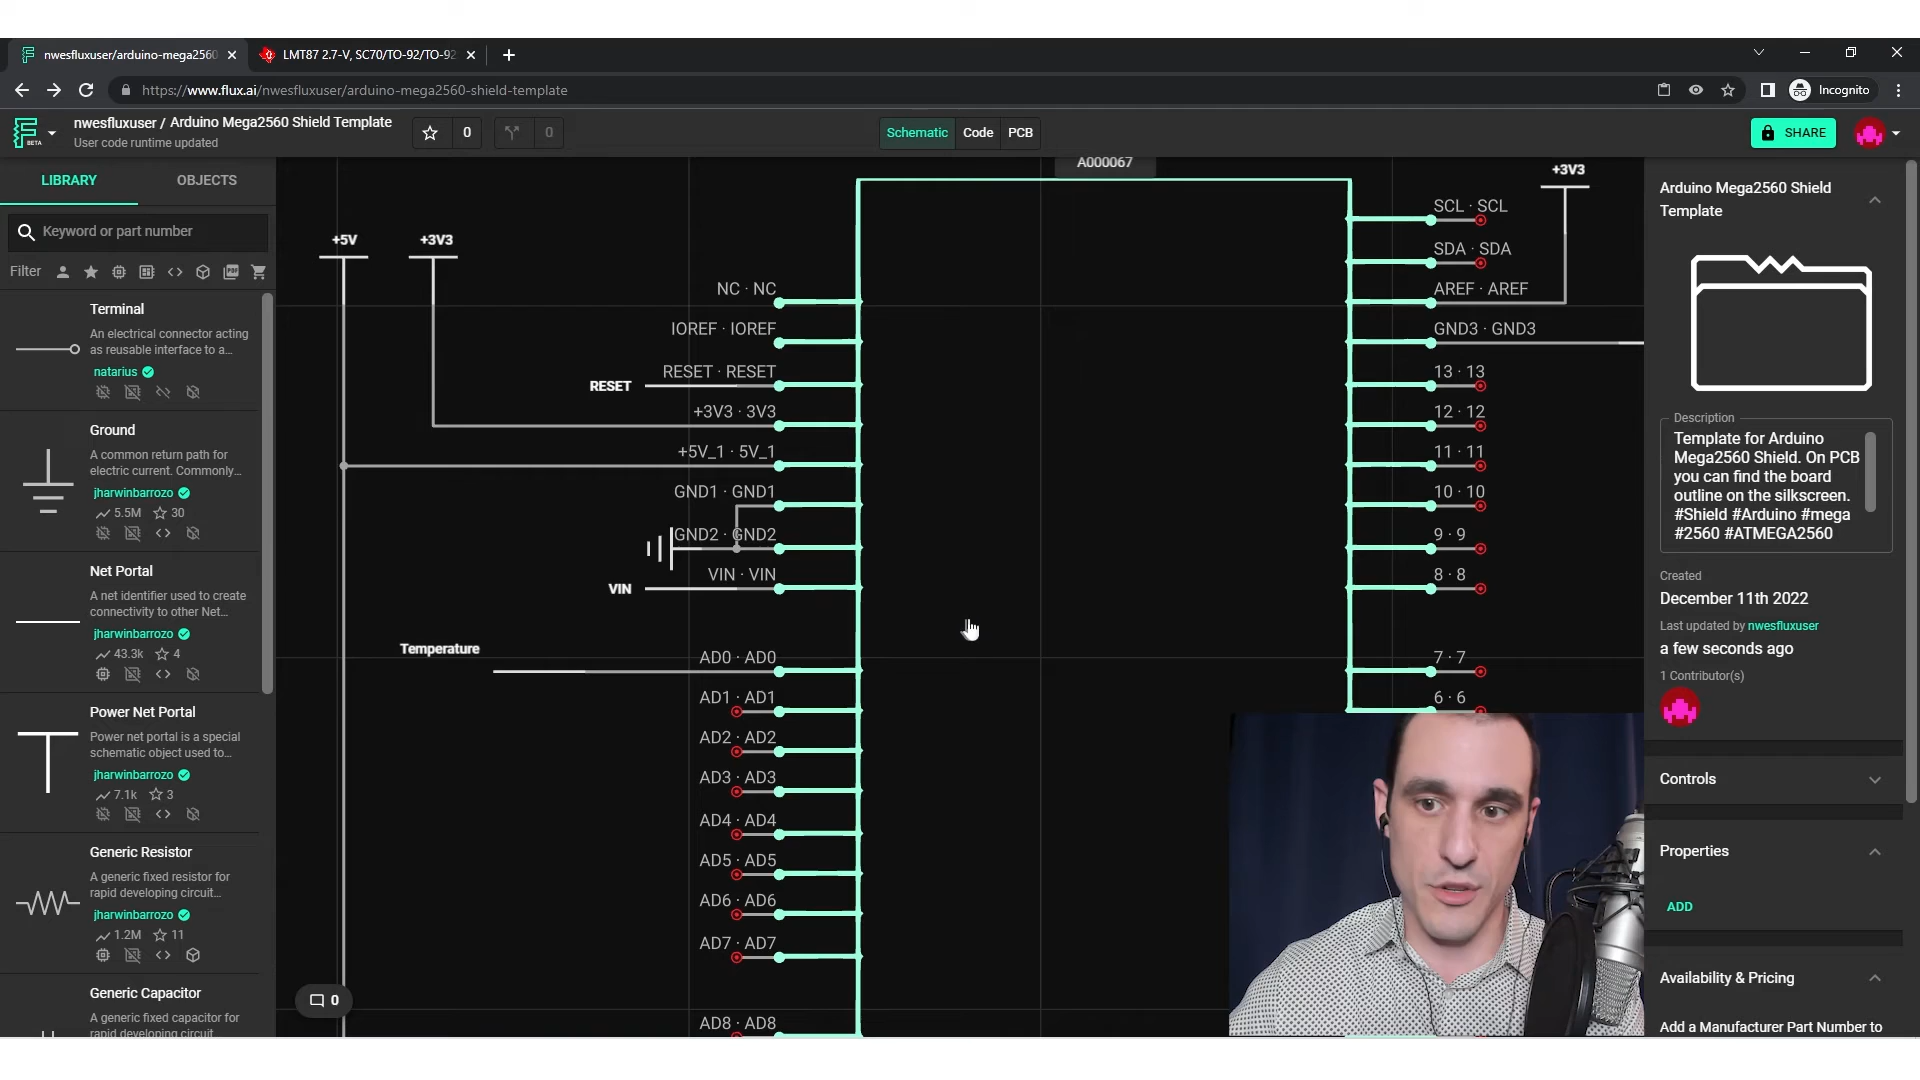 nwesfluxuser/arduino-mega2560
LMT87 2.7-V, SC70/TO-92/TO-92
https://www.flux.ai/nwesfluxuser/arduino-mega2560-shield-template
Incognito
BETA
nwesfluxuser / Arduino Mega2560 Shield Template
User code runtime updated
0
0
Schematic
Code
PCB
SHARE
LIBRARY
OBJECTS
Keyword or part number
Filter
Terminal
An electrical connector acting
as reusable interface to a...
natarius
Ground
A common return path for
electric current. Commonly...
jharwinbarrozo
5.5M
30
Net Portal
A net identifier used to create
connectivity to other Net...
jharwinbarrozo
43.3k
4
Power Net Portal
Power net portal is a special
schematic object used to...
jharwinbarrozo
7.1k
3
Generic Resistor
A generic fixed resistor for
rapid developing circuit...
jharwinbarrozo
1.2M
11
Generic Capacitor
A generic fixed capacitor for
rapid developing circuit
A000067
+5V
+3V3
NC · NC
IOREF · IOREF
RESET
RESET · RESET
+3V3 · 3V3
+5V_1 · 5V_1
GND1 · GND1
GND2 · GND2
VIN
VIN · VIN
Temperature
AD0 · AD0
AD1 · AD1
AD2 · AD2
AD3 · AD3
AD4 · AD4
AD5 · AD5
AD6 · AD6
AD7 · AD7
AD8 · AD8
0
+3V3
SCL · SCL
SDA · SDA
AREF · AREF
GND3 · GND3
13 · 13
12 · 12
11 · 11
10 · 10
9 · 9
8 · 8
7 · 7
6 · 6
Arduino Mega2560 Shield
Template
Description
Template for Arduino
Mega2560 Shield. On PCB
you can find the board
outline on the silkscreen.
#Shield #Arduino #mega
#2560 #ATMEGA2560
Created
December 11th 2022
Last updated by nwesfluxuser
a few seconds ago
1 Contributor(s)
Controls
Properties
ADD
Availability & Pricing
Add a Manufacturer Part Number to